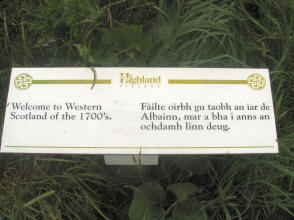 Highland
VILLAGE
Welcome to Western
Scotland of the 1700's.
Fàilte oirbh gu taobh an iar de
Albainn, mar a bha i anns an
ochdamh linn deug.